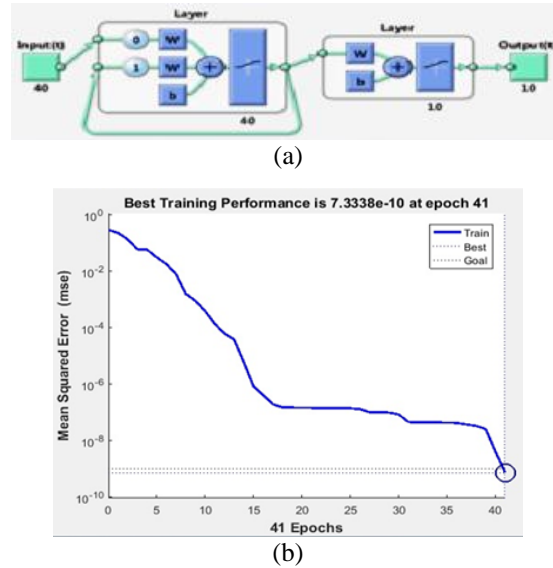 Layer
Layer
Input(t)
Output(t)
0
W
1
W
b
+
W
b
+
40
40
10
10
(a)
Best Training Performance is 7.3338e-10 at epoch 41
10^0
10^-2
10^-4
10^-6
10^-8
10^-10
Mean Squared Error (mse)
Train
Best
Goal
0 5 10 15 20 25 30 35 40
41 Epochs
(b)